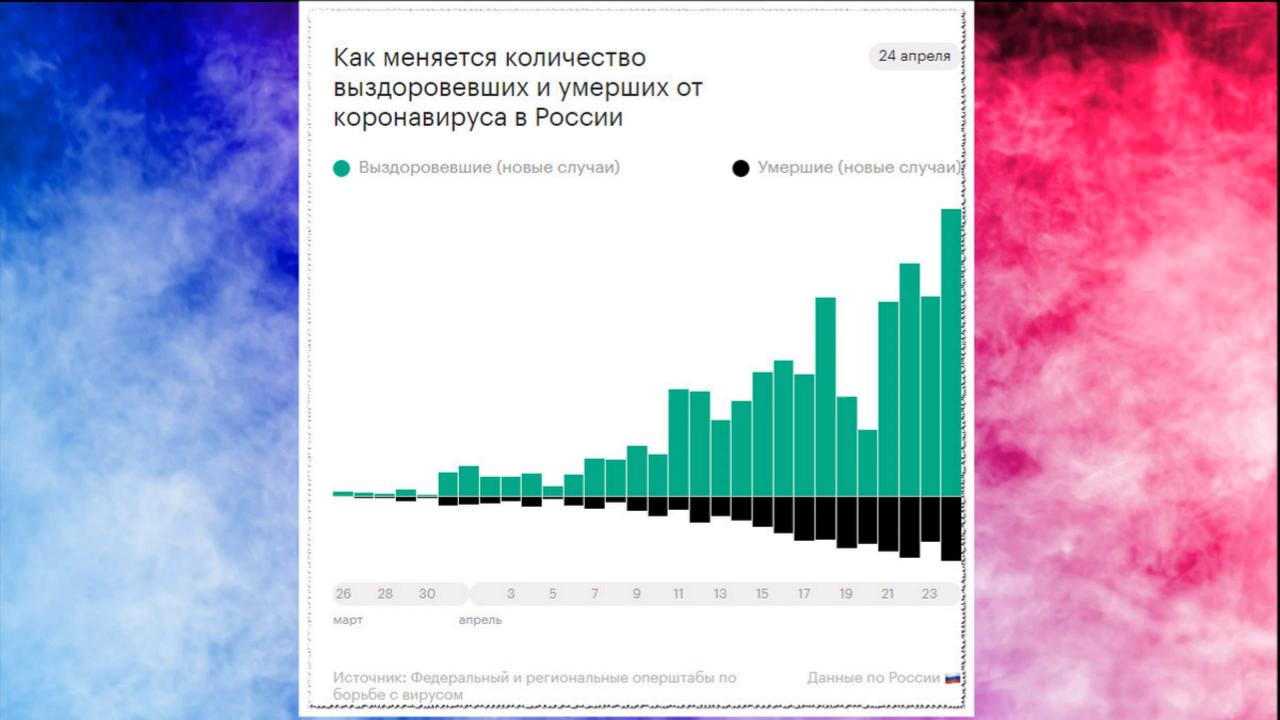 Как меняется количество
выздоровевших и умерших от
коронавируса в России
24 апреля
Выздоровевшие (новые случаи)
Умершие (новые случаи)
26 28 30 3 5 7 9 11 13 15 17 19 21 23
март апрель
Источник: Федеральный и региональные оперштабы по
борьбе с вирусом
Данные по России